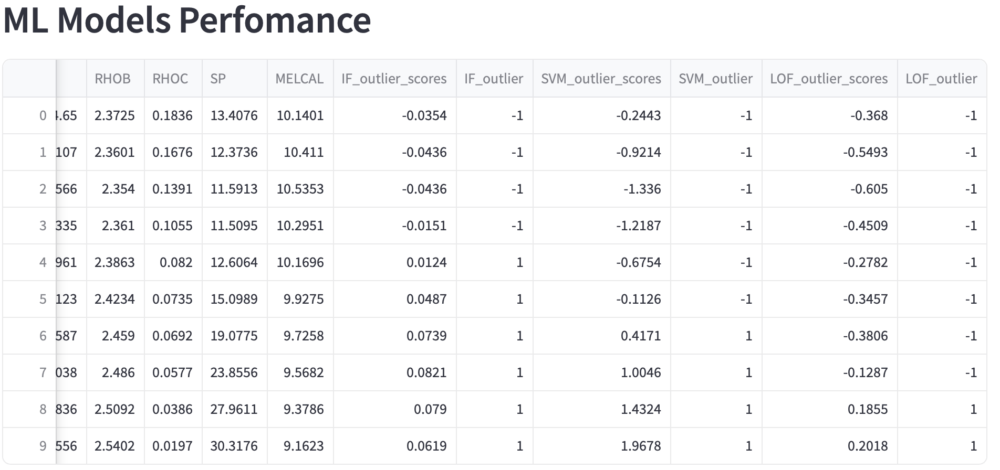 ML Models Perfomance
RHOB RHOC SP MELCAL IF_outlier_scores IF_outlier SVM_outlier_scores SVM_outlier LOF_outlier_scores LOF_outlier
0 .65 2.3725 0.1836 13.4076 10.1401 -0.0354 -1 -0.2443 -1 -0.368 -1
1 107 2.3601 0.1676 12.3736 10.411 -0.0436 -1 -0.9214 -1 -0.5493 -1
2 566 2.354 0.1391 11.5913 10.5353 -0.0436 -1 -1.336 -1 -0.605 -1
3 335 2.361 0.1055 11.5095 10.2951 -0.0151 -1 -1.2187 -1 -0.4509 -1
4 961 2.3863 0.082 12.6064 10.1696 0.0124 1 -0.6754 -1 -0.2782 -1
5 123 2.4234 0.0735 15.0989 9.9275 0.0487 1 -0.1126 -1 -0.3457 -1
6 587 2.459 0.0692 19.0775 9.7258 0.0739 1 0.4171 1 -0.3806 -1
7 038 2.486 0.0577 23.8556 9.5682 0.0821 1 1.0046 1 -0.1287 -1
8 836 2.5092 0.0386 27.9611 9.3786 0.079 1 1.4324 1 0.1855 1
9 556 2.5402 0.0197 30.3176 9.1623 0.0619 1 1.9678 1 0.2018 1